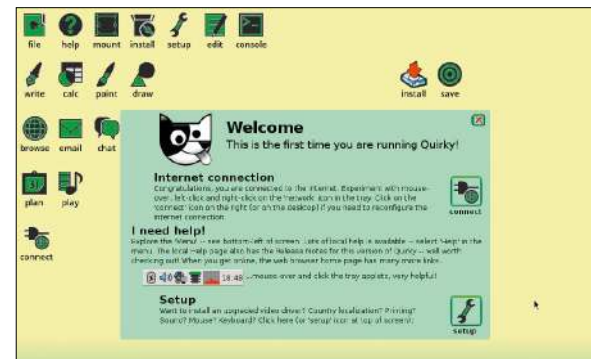 file help mount install setup edit console
write calc paint draw install save
browse email chat
plan play
connect
Welcome
This is the first time you are running Quirky!
Internet connection
Congratulations, you are connected to the internet. Experiment with mouse-
over, left-click and right-click on the 'network' icon in the tray. Click on the
'connect' icon on the right (or on the desktop) if you need to reconfigure the
internet connection.
connect
I need help!
Explore the 'Menu' -- see bottom-left of screen. Lots of local help is available -- select 'Help' in the
menu. The local help page also has the Release Notes for this version of Quirky -- well worth
checking out! When you get online, the web browser home page has many more links.
18:48 --mouse-over and click the tray applets, very helpful!
Setup
Want to install an upgraded video driver? Country localization? Printing?
Sound? Mouse? Keyboard? Click here (or 'setup' icon at top of screen):
setup